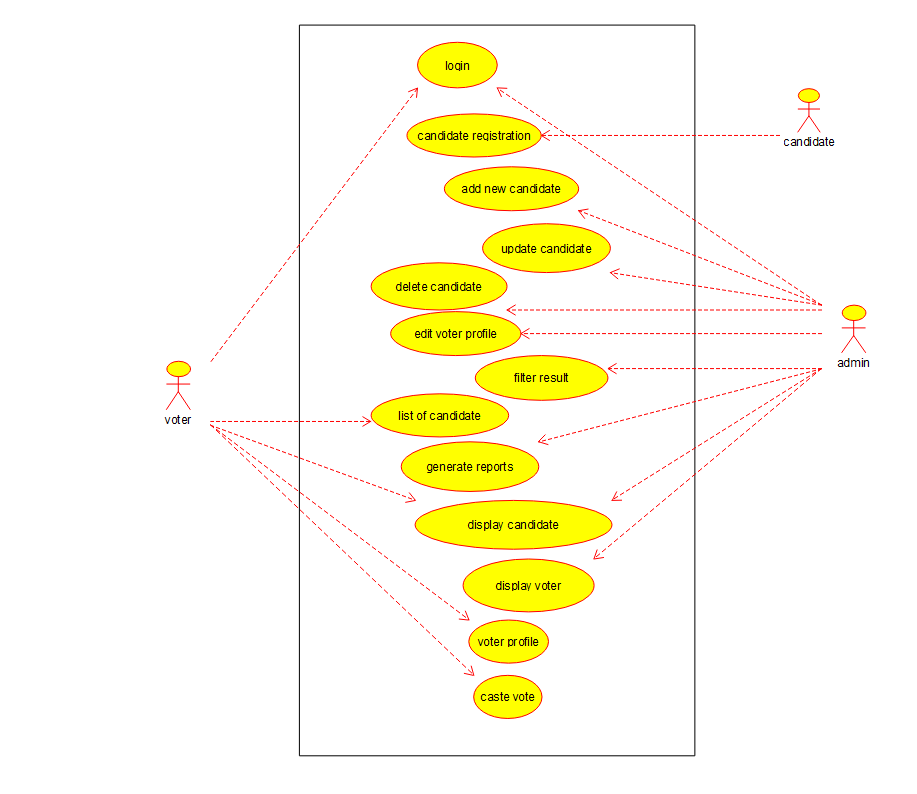 login
candidate registration
candidate
add new candidate
update candidate
delete candidate
edit voter profile
admin
filter result
list of candidate
voter
generate reports
display candidate
display voter
voter profile
caste vote